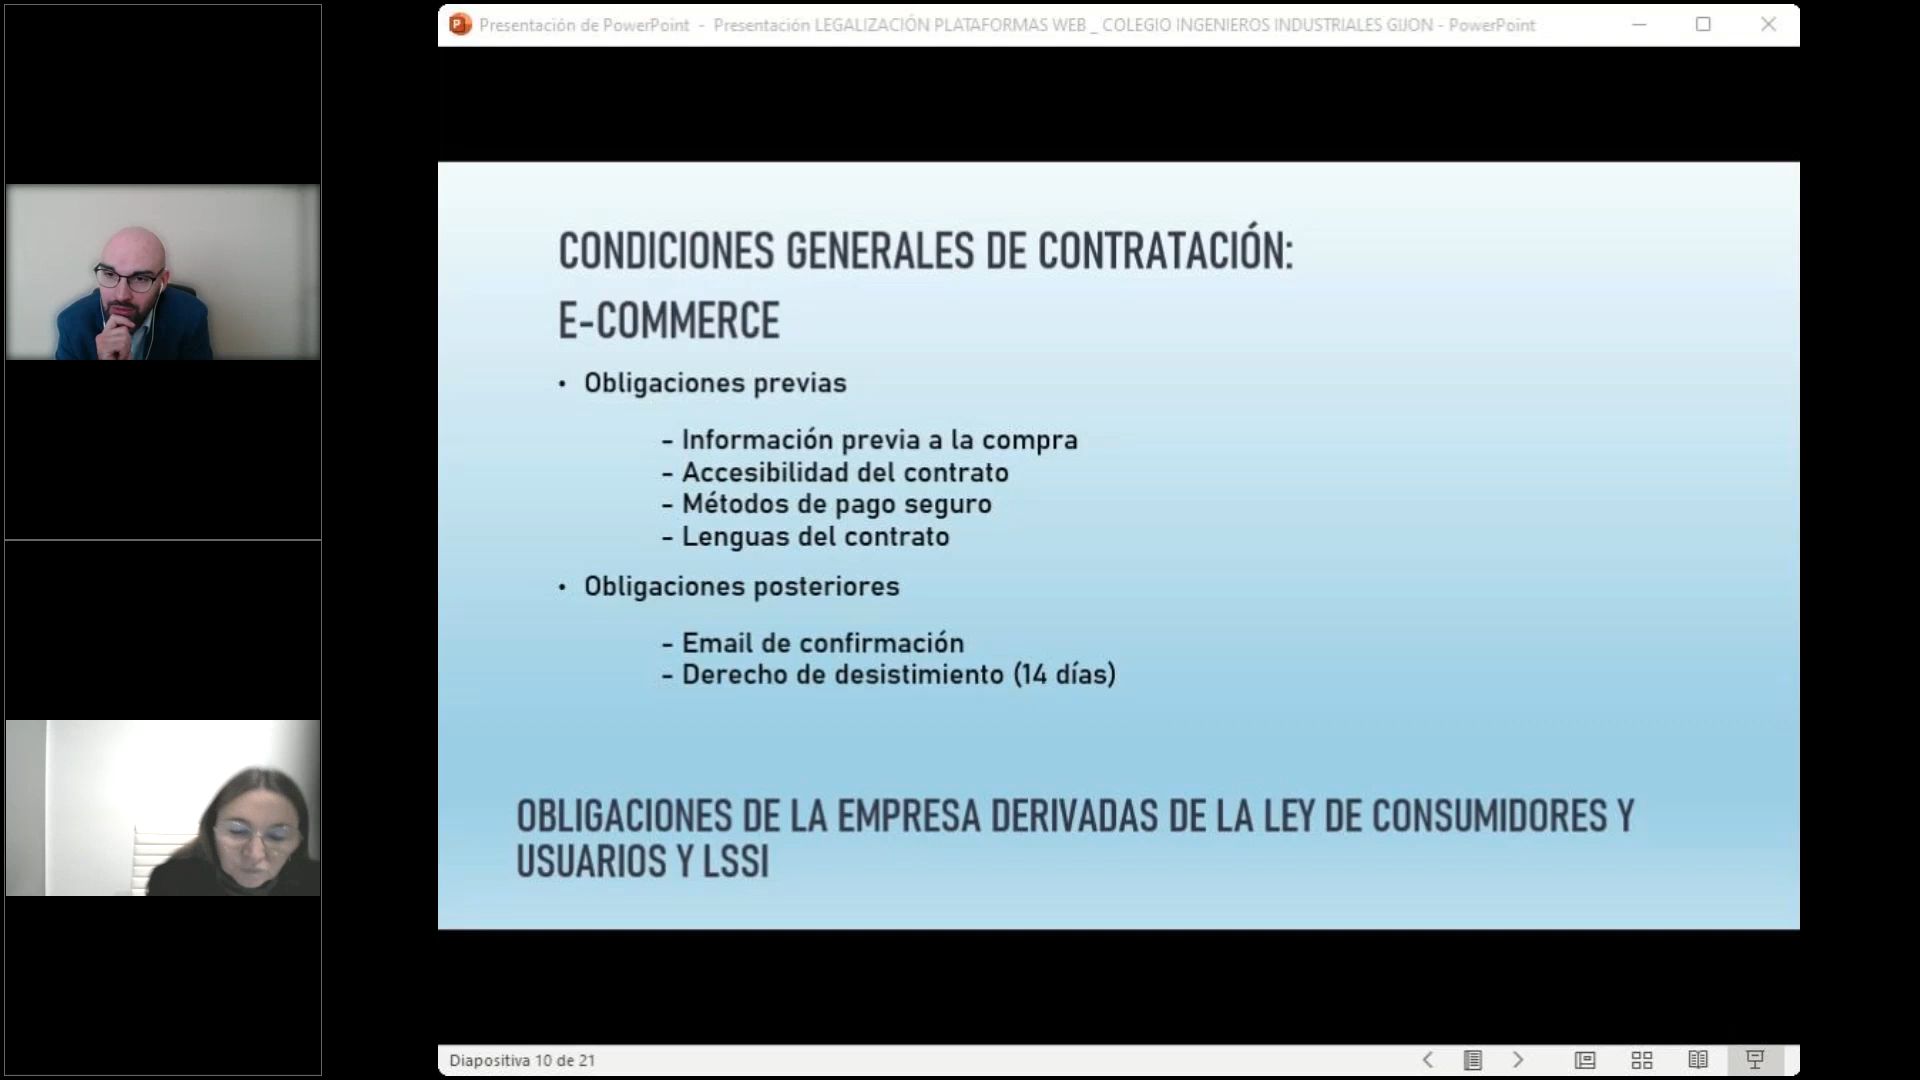 Presentación de PowerPoint - Presentación LEGALIZACIÓN PLATAFORMAS WEB _ COLEGIO INGENIEROS INDUSTRIALES GIJON - PowerPoint
CONDICIONES GENERALES DE CONTRATACIÓN:
E-COMMERCE
• Obligaciones previas
- Información previa a la compra
- Accesibilidad del contrato
- Métodos de pago seguro
- Lenguas del contrato
• Obligaciones posteriores
- Email de confirmación
- Derecho de desistimiento (14 días)
OBLIGACIONES DE LA EMPRESA DERIVADAS DE LA LEY DE CONSUMIDORES Y
USUARIOS Y LSSI
Diapositiva 10 de 21